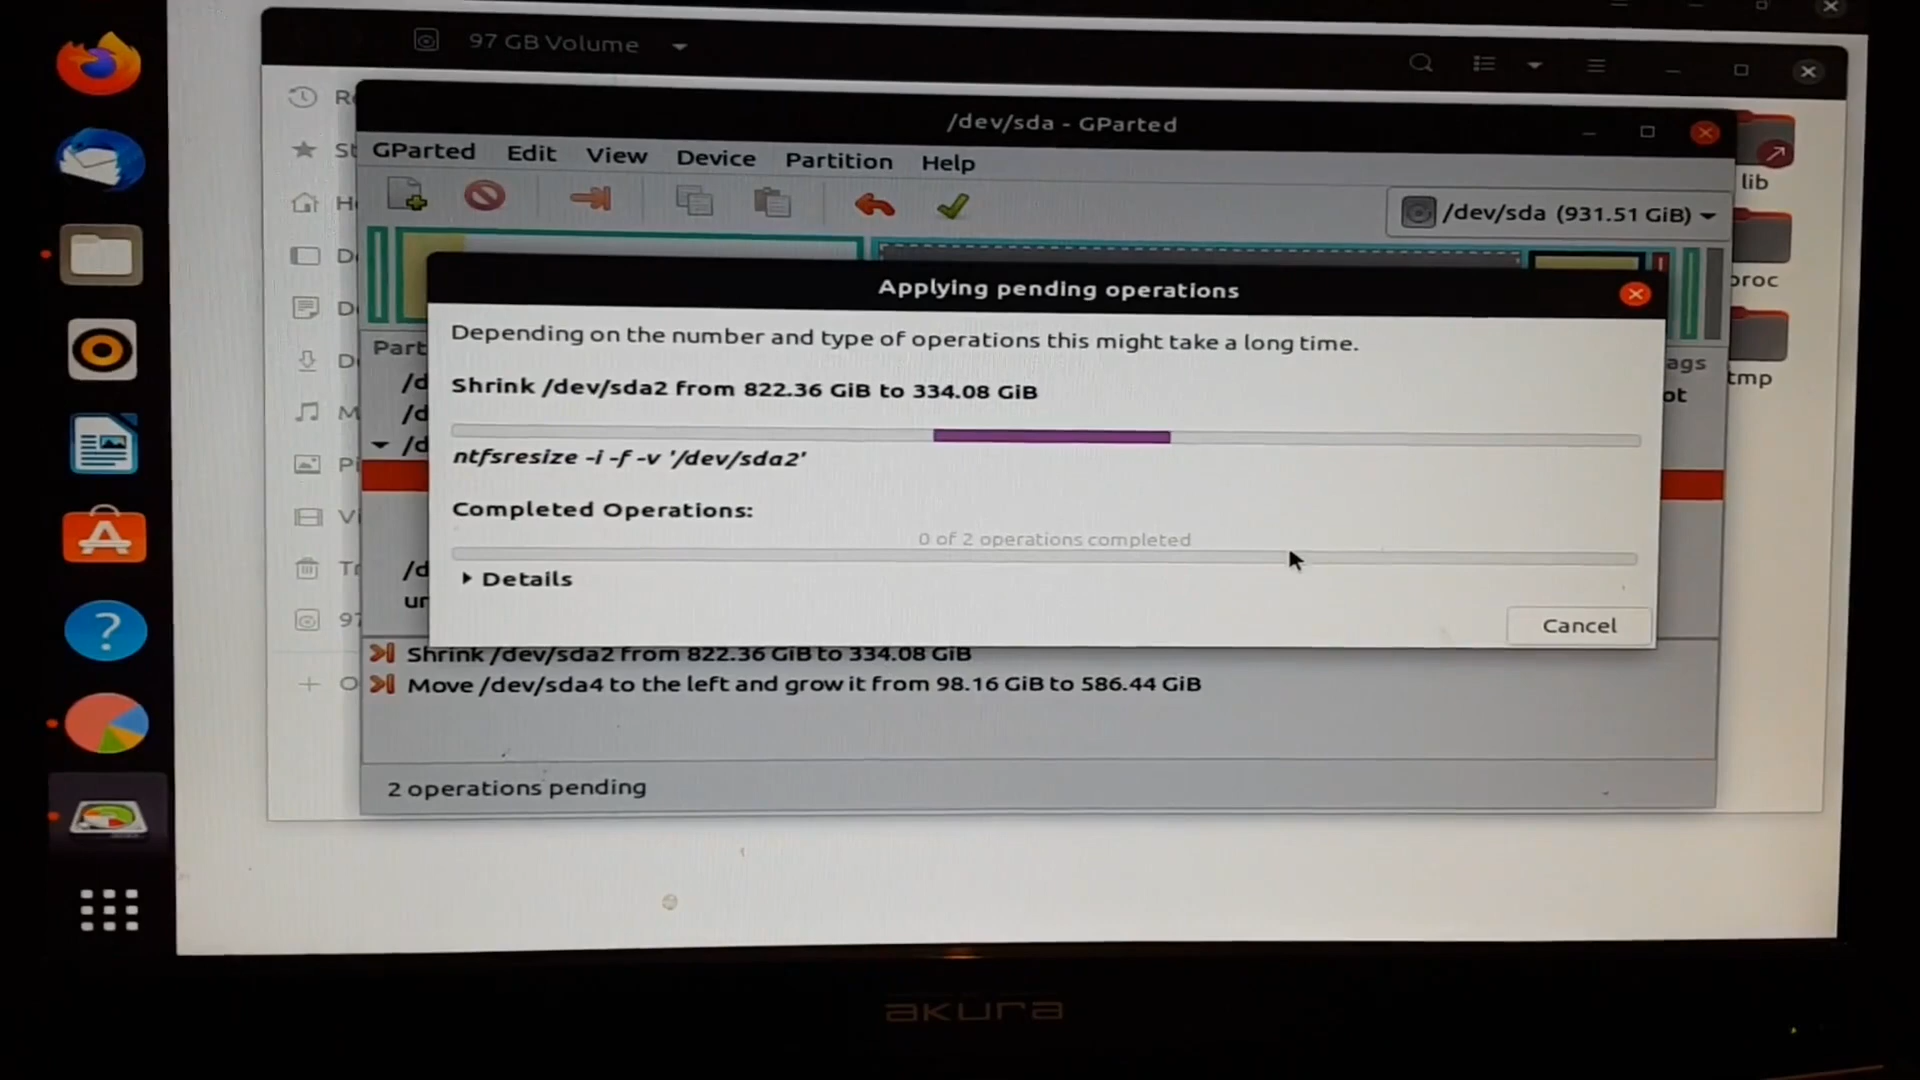 97 GB Volume
/dev/sda - GParted
GParted Edit View Device Partition Help
/dev/sda (931.51 GiB)
lib
proc
tmp
Applying pending operations
Depending on the number and type of operations this might take a long time.
Shrink /dev/sda2 from 822.36 GiB to 334.08 GiB
ntfsresize -i -f -v '/dev/sda2'
Completed Operations:
0 of 2 operations completed
Details
Cancel
Shrink /dev/sda2 from 822.36 GiB to 334.08 GiB
Move /dev/sda4 to the left and grow it from 98.16 GiB to 586.44 GiB
2 operations pending
akura